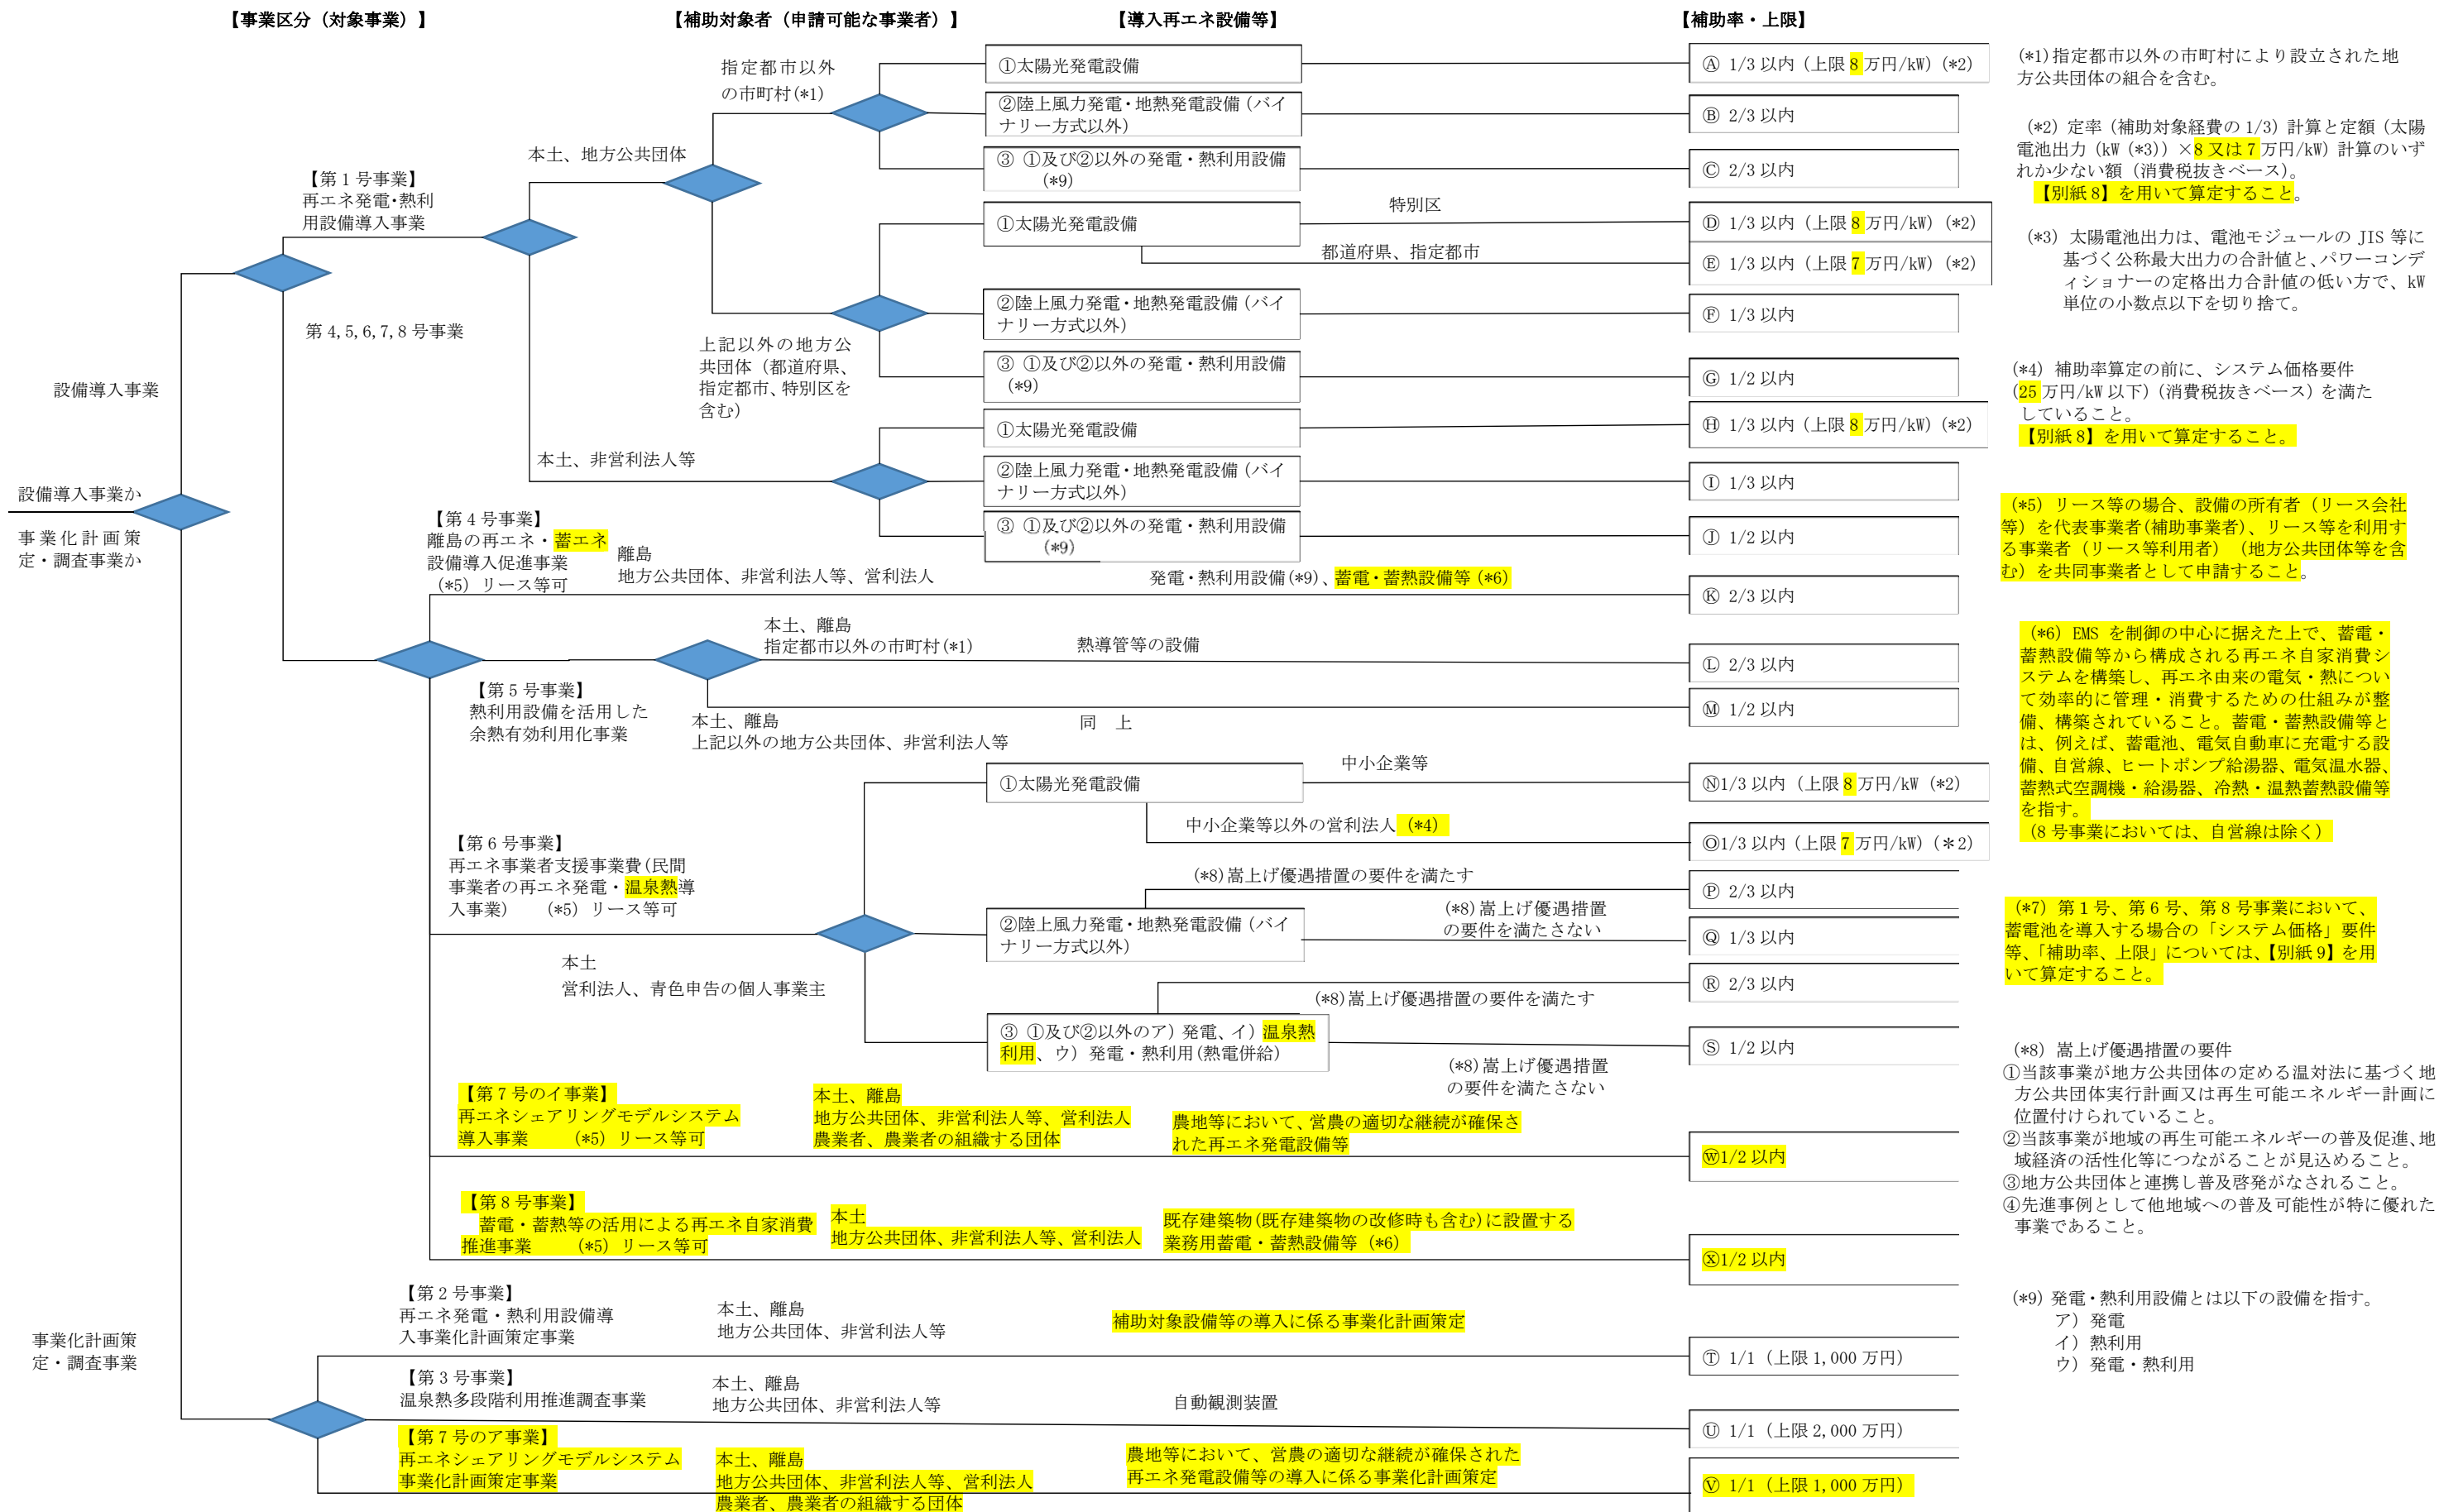 【事業区分（対象事業）】
【補助対象者（申請可能な事業者）】
【導入再エネ設備等】
【補助率・上限】
設備導入事業か
事業化計画策
定・調査事業か
設備導入事業
【第1号事業】
再エネ発電・熱利
用設備導入事業
第4,5,6,7,8号事業
本土、地方公共団体
指定都市以外
の市町村(*1)
①太陽光発電設備
Ⓐ 1/3以内（上限8万円/kW）(*2)
②陸上風力発電・地熱発電設備（バイ
ナリー方式以外）
Ⓑ 2/3以内
③ ①及び②以外の発電・熱利用設備
(*9)
Ⓒ 2/3以内
上記以外の地方公
共団体（都道府県、
指定都市、特別区を
含む）
①太陽光発電設備
特別区
Ⓓ 1/3以内（上限8万円/kW）(*2)
都道府県、指定都市
Ⓔ 1/3以内（上限7万円/kW）(*2)
②陸上風力発電・地熱発電設備（バイ
ナリー方式以外）
Ⓕ 1/3以内
③ ①及び②以外の発電・熱利用設備
(*9)
Ⓖ 1/2以内
本土、非営利法人等
①太陽光発電設備
Ⓗ 1/3以内（上限8万円/kW）(*2)
②陸上風力発電・地熱発電設備（バイ
ナリー方式以外）
Ⓘ 1/3以内
③ ①及び②以外の発電・熱利用設備
(*9)
Ⓙ 1/2以内
【第4号事業】
離島の再エネ・蓄エネ
設備導入促進事業
(*5) リース等可
離島
地方公共団体、非営利法人等、営利法人
発電・熱利用設備(*9)、蓄電・蓄熱設備等(*6)
Ⓚ 2/3以内
【第5号事業】
熱利用設備を活用した
余熱有効利用化事業
本土、離島
指定都市以外の市町村(*1)
熱導管等の設備
Ⓛ 2/3以内
本土、離島
上記以外の地方公共団体、非営利法人等
同　上
Ⓜ 1/2以内
【第6号事業】
再エネ事業者支援事業費(民間
事業者の再エネ発電・温泉熱導
入事業)　(*5) リース等可
本土
営利法人、青色申告の個人事業主
①太陽光発電設備
中小企業等
Ⓝ1/3以内（上限8万円/kW（*2）
中小企業等以外の営利法人（*4）
Ⓞ1/3以内（上限7万円/kW）（＊2）
②陸上風力発電・地熱発電設備（バイ
ナリー方式以外）
(*8)嵩上げ優遇措置の要件を満たす
Ⓟ 2/3以内
(*8)嵩上げ優遇措置
の要件を満たさない
Ⓠ 1/3以内
③ ①及び②以外のア）発電、イ）温泉熱
利用、ウ）発電・熱利用(熱電併給)
(*8)嵩上げ優遇措置の要件を満たす
Ⓡ 2/3以内
(*8)嵩上げ優遇措置
の要件を満たさない
Ⓢ 1/2以内
【第7号のイ事業】
再エネシェアリングモデルシステム
導入事業　(*5) リース等可
本土、離島
地方公共団体、非営利法人等、営利法人
農業者、農業者の組織する団体
農地等において、営農の適切な継続が確保さ
れた再エネ発電設備等
Ⓦ1/2以内
【第8号事業】
蓄電・蓄熱等の活用による再エネ自家消費
推進事業　(*5) リース等可
本土
地方公共団体、非営利法人等、営利法人
既存建築物(既存建築物の改修時も含む)に設置する
業務用蓄電・蓄熱設備等（*6）
Ⓧ1/2以内
事業化計画策
定・調査事業
【第2号事業】
再エネ発電・熱利用設備導
入事業化計画策定事業
本土、離島
地方公共団体、非営利法人等
補助対象設備等の導入に係る事業化計画策定
Ⓣ 1/1（上限1,000万円）
【第3号事業】
温泉熱多段階利用推進調査事業
本土、離島
地方公共団体、非営利法人等
自動観測装置
Ⓤ 1/1（上限2,000万円）
【第7号のア事業】
再エネシェアリングモデルシステム
事業化計画策定事業
本土、離島
地方公共団体、非営利法人等、営利法人
農業者、農業者の組織する団体
農地等において、営農の適切な継続が確保された
再エネ発電設備等の導入に係る事業化計画策定
Ⓥ 1/1（上限1,000万円）
(*1)指定都市以外の市町村により設立された地
方公共団体の組合を含む。
(*2) 定率（補助対象経費の1/3）計算と定額（太陽
電池出力（kW（*3））×8又は7万円/kW）計算のいず
れか少ない額（消費税抜きベース）。
【別紙8】を用いて算定すること。
(*3) 太陽電池出力は、電池モジュールのJIS等に
基づく公称最大出力の合計値と、パワーコンデ
ィショナーの定格出力合計値の低い方で、kW
単位の小数点以下を切り捨て。
(*4) 補助率算定の前に、システム価格要件
(25万円/kW以下)（消費税抜きベース）を満た
していること。
【別紙8】を用いて算定すること。
(*5) リース等の場合、設備の所有者（リース会社
等）を代表事業者(補助事業者)、リース等を利用す
る事業者（リース等利用者）（地方公共団体等を含
む）を共同事業者として申請すること。
(*6) EMSを制御の中心に据えた上で、蓄電・
蓄熱設備等から構成される再エネ自家消費シ
ステムを構築し、再エネ由来の電気・熱につい
て効率的に管理・消費するための仕組みが整
備、構築されていること。蓄電・蓄熱設備等と
は、例えば、蓄電池、電気自動車に充電する設
備、自営線、ヒートポンプ給湯器、電気温水器、
蓄熱式空調機・給湯器、冷熱・温熱蓄熱設備等
を指す。
（8号事業においては、自営線は除く）
(*7) 第1号、第6号、第8号事業において、
蓄電池を導入する場合の「システム価格」要件
等、「補助率、上限」については、【別紙9】を用
いて算定すること。
(*8) 嵩上げ優遇措置の要件
①当該事業が地方公共団体の定める温対法に基づく地
方公共団体実行計画又は再生可能エネルギー計画に
位置付けられていること。
②当該事業が地域の再生可能エネルギーの普及促進、地
域経済の活性化等につながることが見込めること。
③地方公共団体と連携し普及啓発がなされること。
④先進事例として他地域への普及可能性が特に優れた
事業であること。
(*9) 発電・熱利用設備とは以下の設備を指す。
ア）発電
イ）熱利用
ウ）発電・熱利用